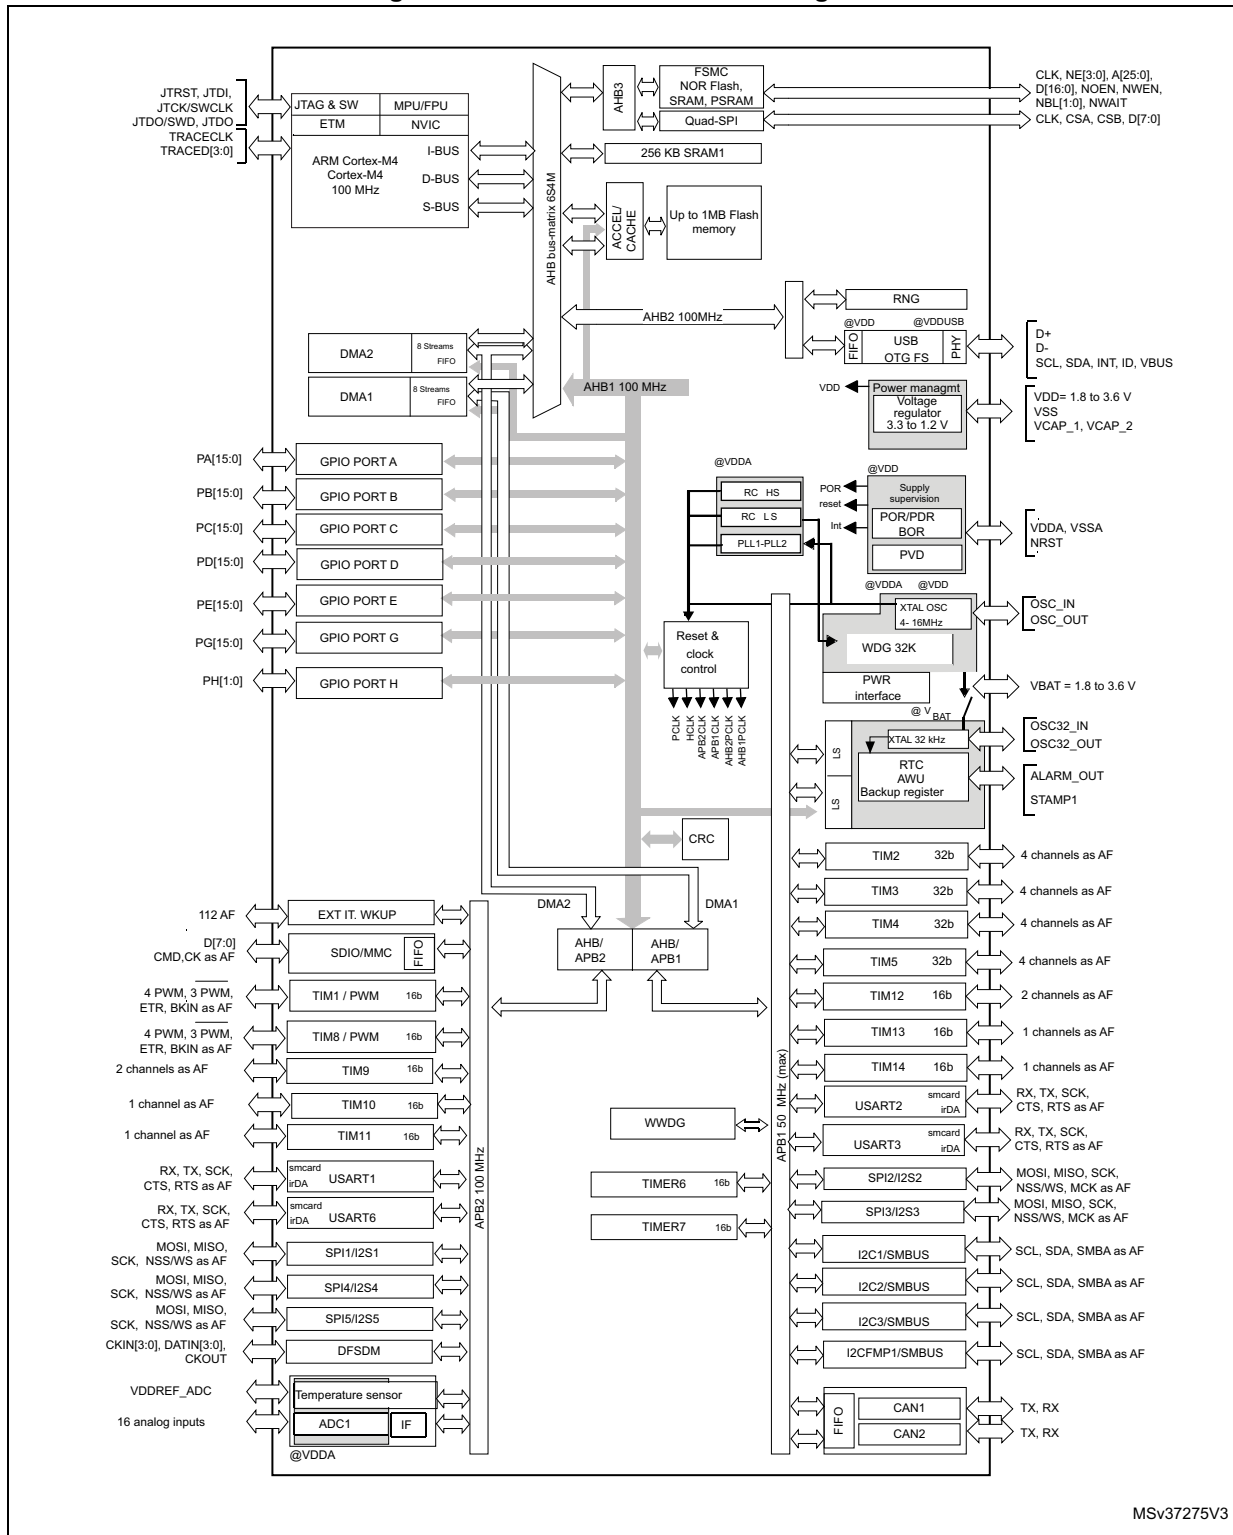 JTRST, JTDI,
JTCK/SWCLK
JTDO/SWD, JTDO
TRACECLK
TRACED[3:0]
JTAG & SW
MPU/FPU
ETM
NVIC
ARM Cortex-M4
Cortex-M4
100 MHz
I-BUS
D-BUS
S-BUS
AHB bus-matrix 6S4M
AHB3
FSMC
NOR Flash,
SRAM, PSRAM
Quad-SPI
CLK, NE[3:0], A[25:0],
D[16:0], NOEN, NWEN,
NBL[1:0], NWAIT
CLK, CSA, CSB, D[7:0]
256 KB SRAM1
ACCEL/
CACHE
Up to 1MB Flash
memory
AHB2 100MHz
RNG
@VDD
@VDDUSB
FIFO
USB
OTG FS
PHY
D+
D-
SCL, SDA, INT, ID, VBUS
DMA2
8 Streams
FIFO
DMA1
8 Streams
FIFO
AHB1 100 MHz
VDD
Power managmt
Voltage
regulator
3.3 to 1.2 V
VDD= 1.8 to 3.6 V
VSS
VCAP_1, VCAP_2
PA[15:0]
GPIO PORT A
PB[15:0]
GPIO PORT B
PC[15:0]
GPIO PORT C
PD[15:0]
GPIO PORT D
PE[15:0]
GPIO PORT E
PG[15:0]
GPIO PORT G
PH[1:0]
GPIO PORT H
@VDDA
RC HS
RC LS
PLL1-PLL2
@VDD
POR
reset
Int
Supply
supervision
POR/PDR
BOR
PVD
VDDA, VSSA
NRST
@VDDA
@VDD
XTAL OSC
4- 16MHz
OSC_IN
OSC_OUT
WDG 32K
PWR
interface
VBAT = 1.8 to 3.6 V
Reset &
clock
control
PCLK
HCLK
APB2CLK
APB1CLK
AHB2PCLK
AHB1PCLK
@ VBAT
LS
LS
XTAL 32 kHz
RTC
AWU
Backup register
OSC32_IN
OSC32_OUT
ALARM_OUT
STAMP1
CRC
DMA2
DMA1
AHB/
APB2
AHB/
APB1
112 AF
EXT IT. WKUP
D[7:0]
CMD,CK as AF
SDIO/MMC
FIFO
4 PWM, 3 PWM,
ETR, BKIN as AF
TIM1 / PWM 16b
4 PWM, 3 PWM,
ETR, BKIN as AF
TIM8 / PWM 16b
2 channels as AF
TIM9 16b
1 channel as AF
TIM10 16b
1 channel as AF
TIM11 16b
RX, TX, SCK,
CTS, RTS as AF
smcard
irDA
USART1
RX, TX, SCK,
CTS, RTS as AF
smcard
irDA
USART6
MOSI, MISO,
SCK, NSS/WS as AF
SPI1/I2S1
MOSI, MISO,
SCK, NSS/WS as AF
SPI4/I2S4
MOSI, MISO,
SCK, NSS/WS as AF
SPI5/I2S5
CKIN[3:0], DATIN[3:0],
CKOUT
DFSDM
VDDREF_ADC
Temperature sensor
16 analog inputs
ADC1
IF
@VDDA
APB2 100 MHz
WWDG
TIMER6 16b
TIMER7 16b
APB1 50 MHz (max)
TIM2 32b
4 channels as AF
TIM3 32b
4 channels as AF
TIM4 32b
4 channels as AF
TIM5 32b
4 channels as AF
TIM12 16b
2 channels as AF
TIM13 16b
1 channels as AF
TIM14 16b
1 channels as AF
USART2
smcard
irDA
RX, TX, SCK,
CTS, RTS as AF
USART3
smcard
irDA
RX, TX, SCK,
CTS, RTS as AF
SPI2/I2S2
MOSI, MISO, SCK,
NSS/WS, MCK as AF
SPI3/I2S3
MOSI, MISO, SCK,
NSS/WS, MCK as AF
I2C1/SMBUS
SCL, SDA, SMBA as AF
I2C2/SMBUS
SCL, SDA, SMBA as AF
I2C3/SMBUS
SCL, SDA, SMBA as AF
I2CFMP1/SMBUS
SCL, SDA, SMBA as AF
FIFO
CAN1
TX, RX
CAN2
TX, RX
MSv37275V3